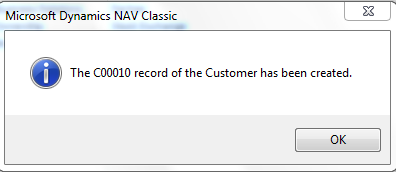 Microsoft Dynamics NAV Classic
The C00010 record of the Customer has been created.
OK